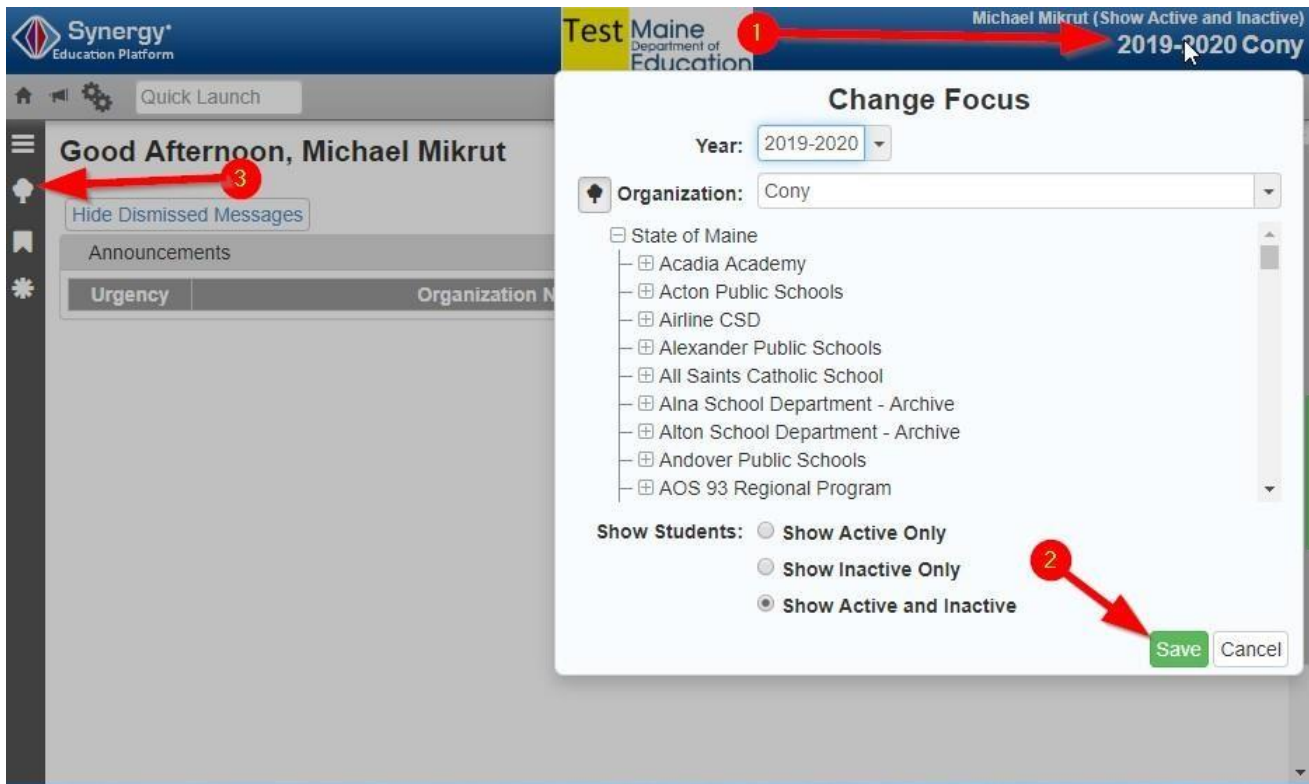 Synergy
Education Platform
Test
Maine
Department of
Education
1
Michael Mikrut (Show Active and Inactive)
2019-2020 Cony
Quick Launch
Good Afternoon, Michael Mikrut
3
Hide Dismissed Messages
Announcements
Urgency
Organization N
Change Focus
Year: 2019-2020
Organization: Cony
State of Maine
Acadia Academy
Acton Public Schools
Airline CSD
Alexander Public Schools
All Saints Catholic School
Alna School Department - Archive
Alton School Department - Archive
Andover Public Schools
AOS 93 Regional Program
Show Students: Show Active Only
Show Inactive Only
2
Show Active and Inactive
Save Cancel